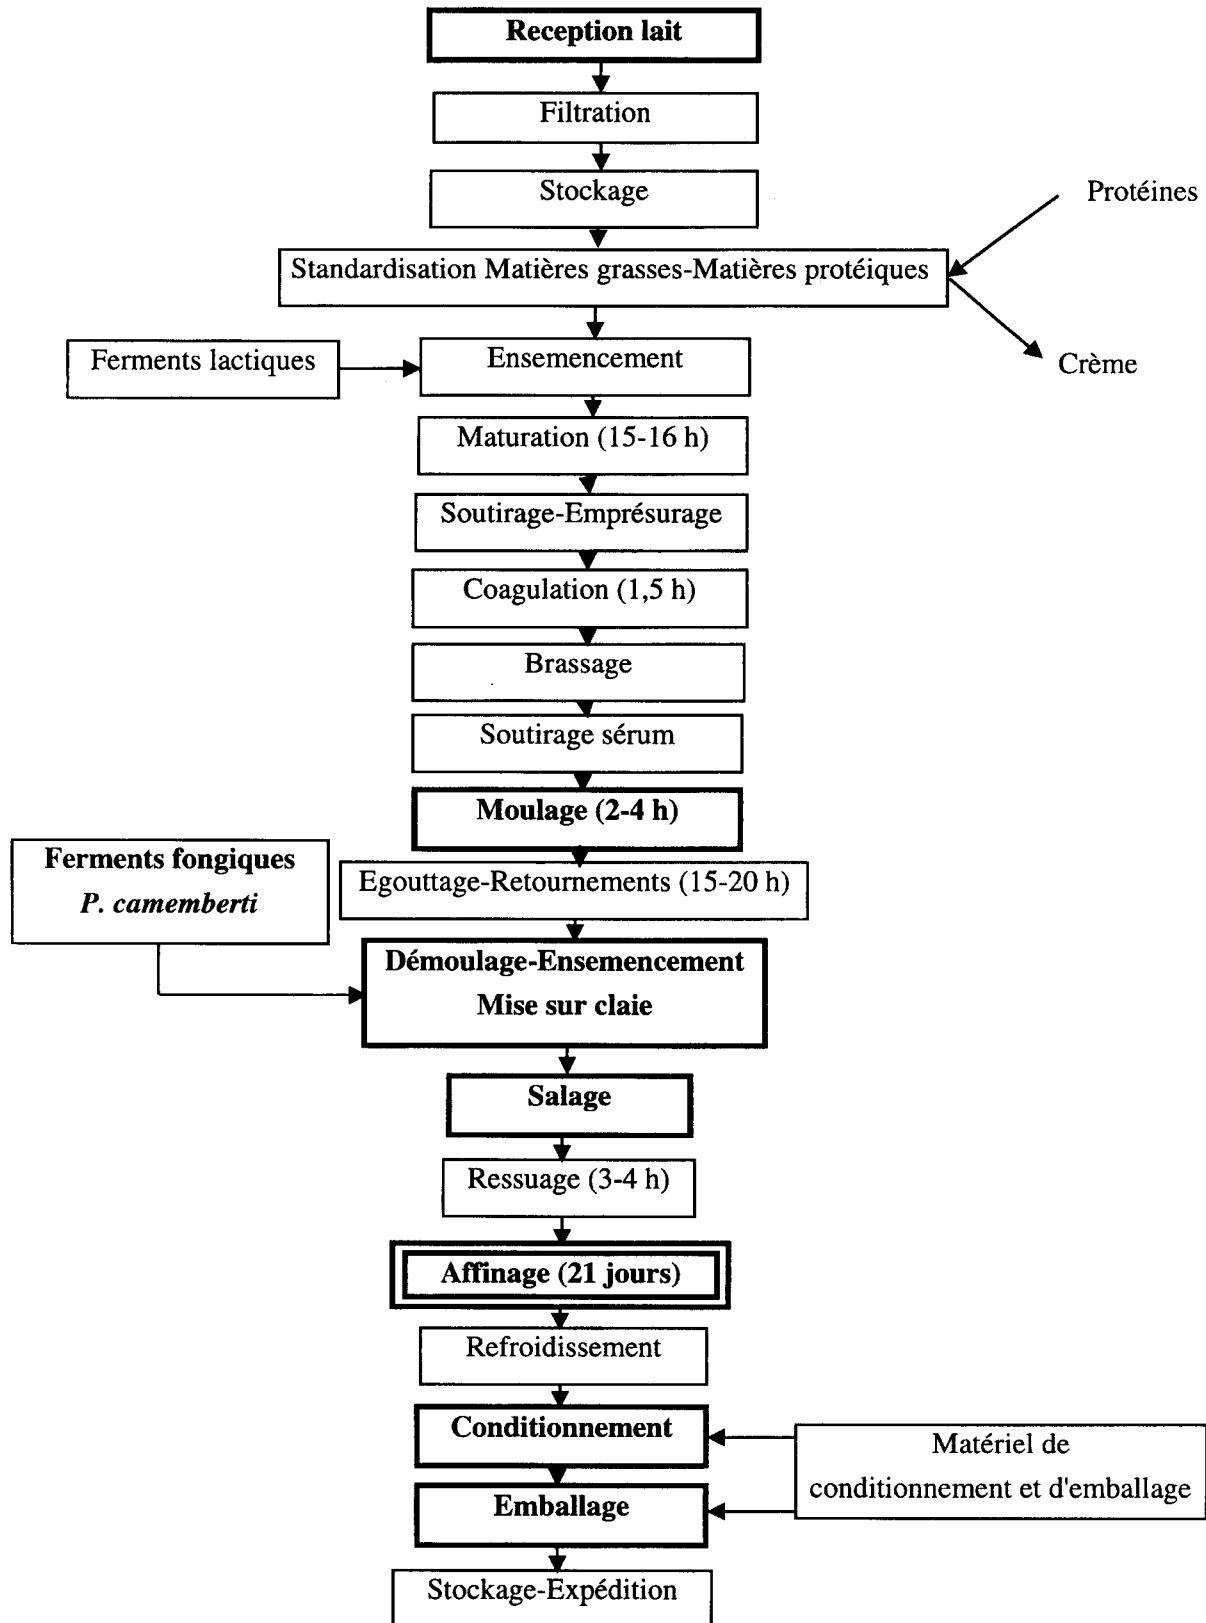 Reception lait
Filtration
Stockage
Protéines
Standardisation Matières grasses-Matières protéiques
Crème
Ferments lactiques
Ensemencement
Maturation (15-16 h)
Soutirage-Emprésurage
Coagulation (1,5 h)
Brassage
Soutirage sérum
Moulage (2-4 h)
Ferments fongiques
P. camemberti
Egouttage-Retournements (15-20 h)
Démoulage-Ensemencement
Mise sur claie
Salage
Ressuage (3-4 h)
Affinage (21 jours)
Refroidissement
Conditionnement
Matériel de
conditionnement et d'emballage
Emballage
Stockage-Expédition